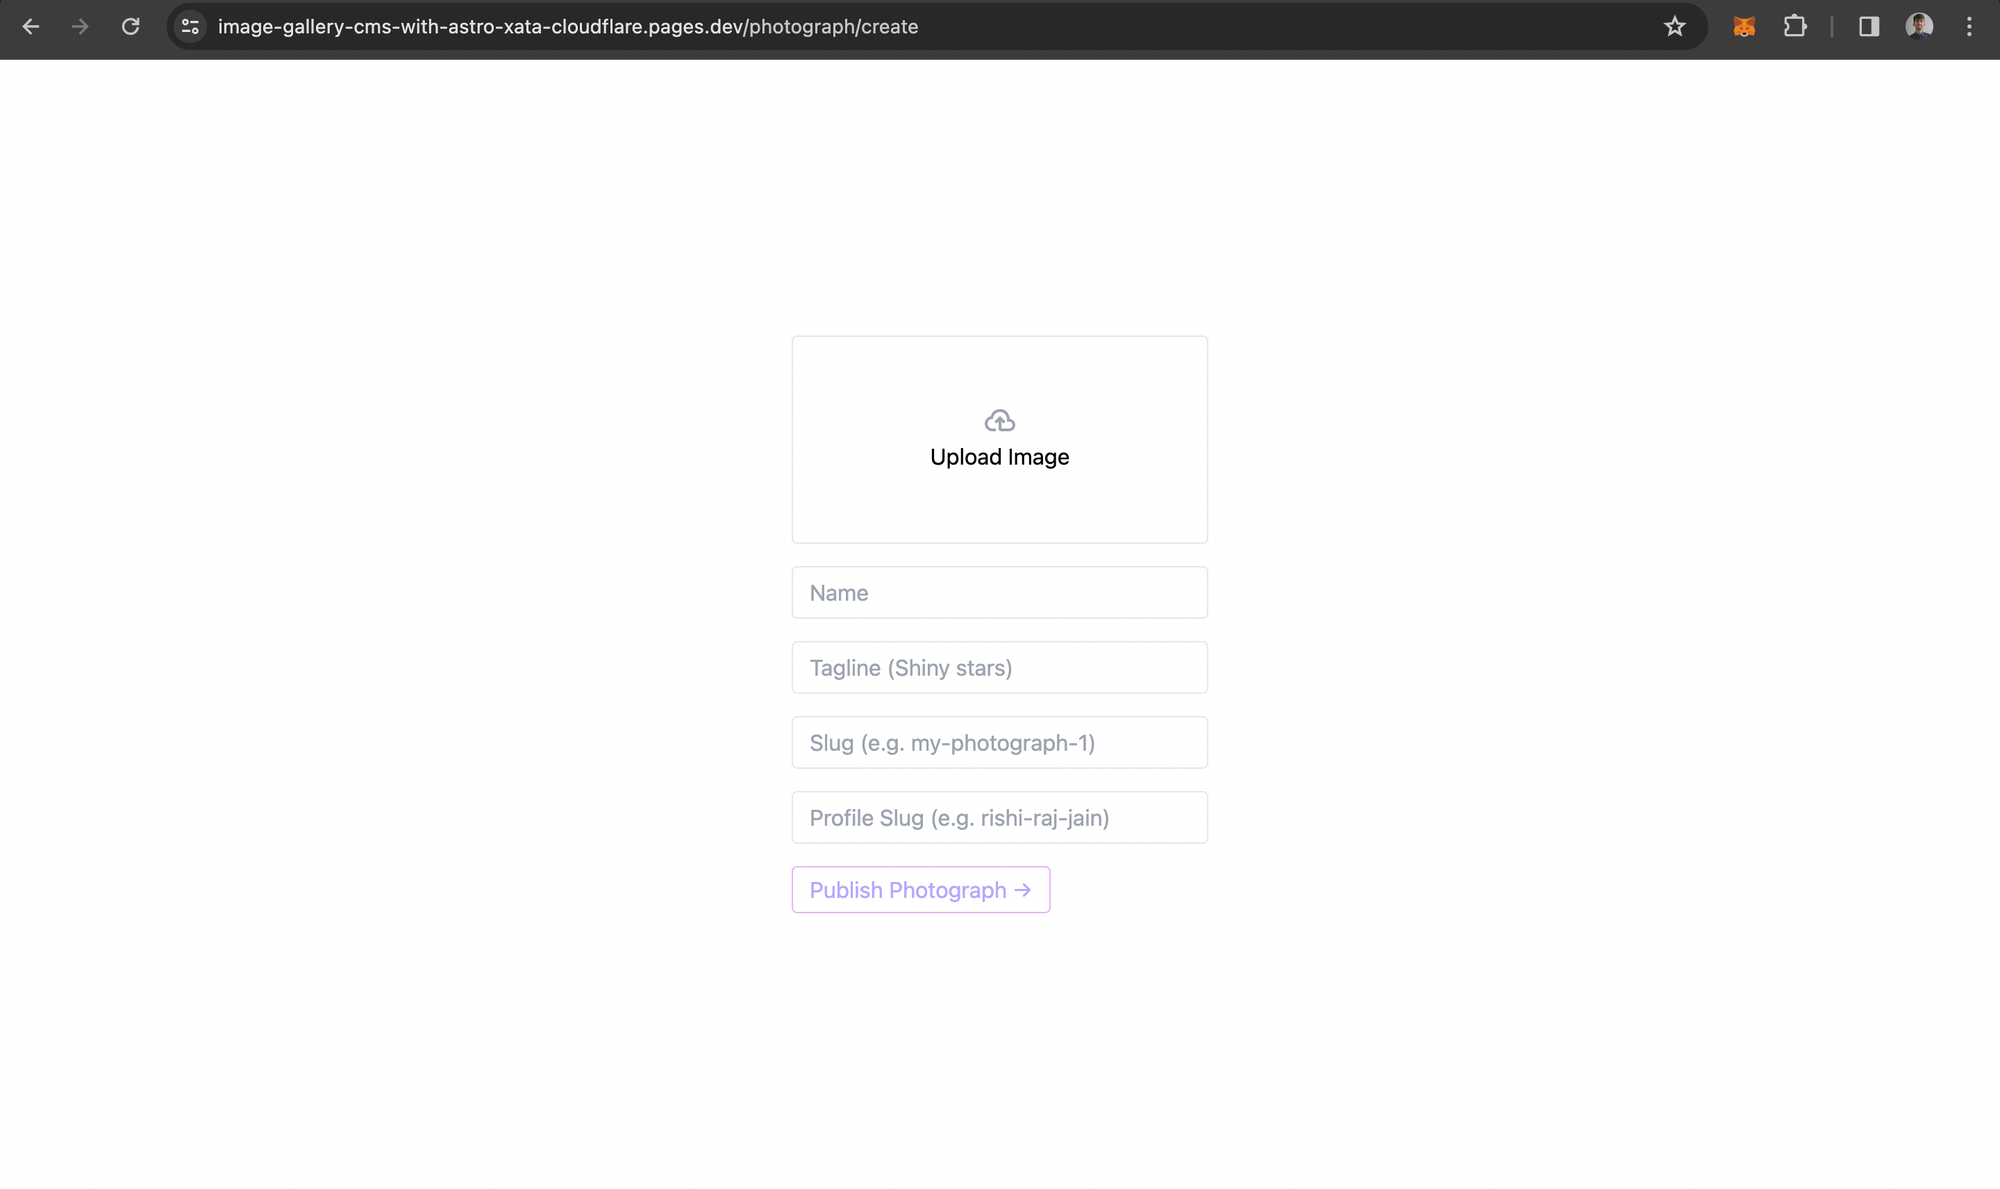 image-gallery-cms-with-astro-xata-cloudflare.pages.dev/photograph/create
Upload Image
Name
Tagline (Shiny stars)
Slug (e.g. my-photograph-1)
Profile Slug (e.g. rishi-raj-jain)
Publish Photograph →